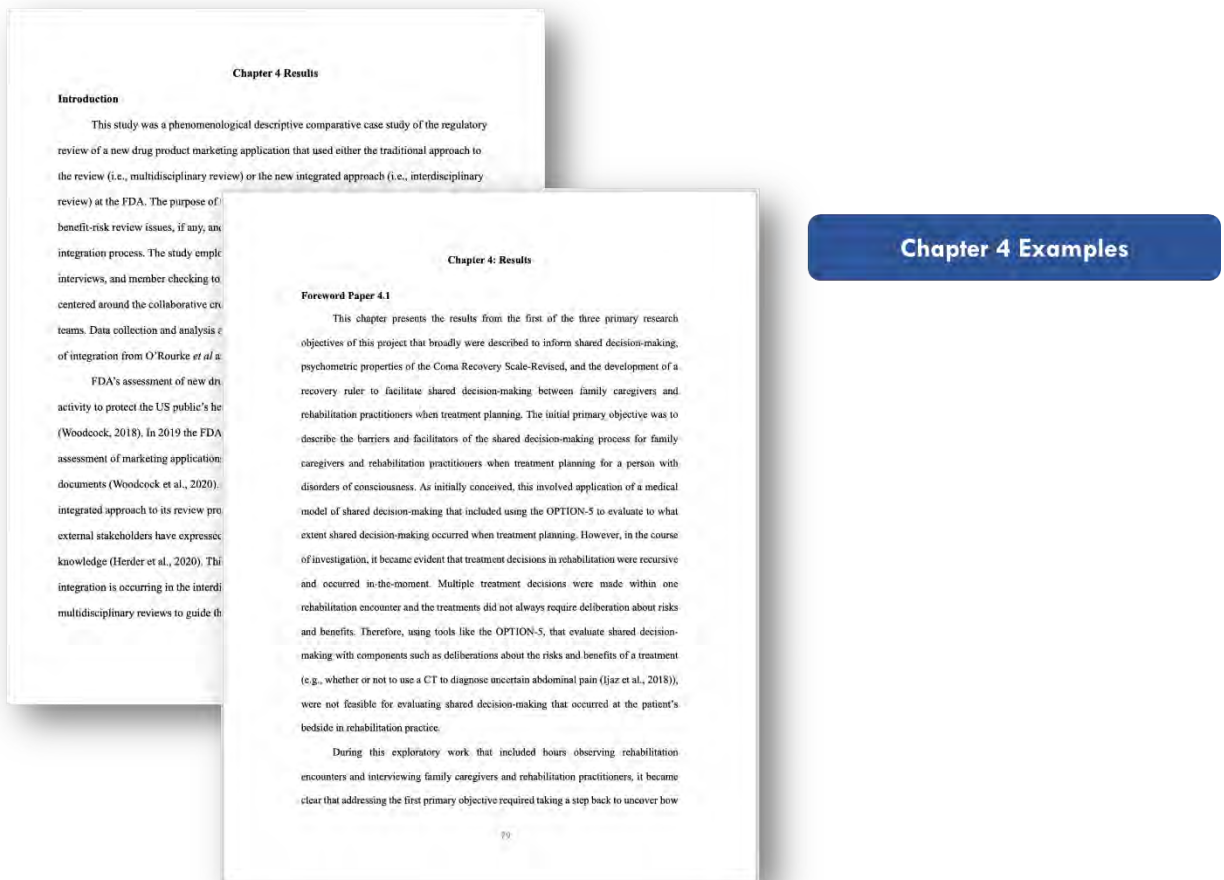 Chapter 4 Results
Introduction
This study was a phenomenological descriptive comparative case study of the regulatory
review of a new drug product marketing application that used either the traditional approach to
the review (i.e., multidisciplinary review) or the new integrated approach (i.e., interdisciplinary
review) at the FDA. The purpose of
benefit-risk review issues, if any, and
integration process. The study emplo
interviews, and member checking to
centered around the collaborative cro
teams. Data collection and analysis
of integration from O'Rourke et al a
FDA's assessment of new dru
activity to protect the US public's he
(Woodcock, 2018). In 2019 the FDA
assessment of marketing application
documents (Woodcock et al., 2020).
integrated approach to its review pro
external stakeholders have expressed
knowledge (Herder et al., 2020). Thi
integration is occurring in the interdi
multidisciplinary reviews to guide th
Chapter 4: Results
Foreword Paper 4.1
This chapter presents the results from the first of the three primary research
objectives of this project that broadly were described to inform shared decision-making,
psychometric properties of the Coma Recovery Scale-Revised, and the development of a
recovery ruler to facilitate shared decision-making between family caregivers and
rehabilitation practitioners when treatment planning. The initial primary objective was to
describe the barriers and facilitators of the shared decision-making process for family
caregivers and rehabilitation practitioners when treatment planning for a person with
disorders of consciousness. As initially conceived, this involved application of a medical
model of shared decision-making that included using the OPTION-5 to evaluate to what
extent shared decision-making occurred when treatment planning. However, in the course
of investigation, it became evident that treatment decisions in rehabilitation were recursive
and occurred in-the-moment. Multiple treatment decisions were made within one
rehabilitation encounter and the treatments did not always require deliberation about risks
and benefits. Therefore, using tools like the OPTION-5, that evaluate shared decision-
making with components such as deliberations about the risks and benefits of a treatment
(e.g., whether or not to use a CT to diagnose uncertain abdominal pain (Ijaz et al., 2018)),
were not feasible for evaluating shared decision-making that occurred at the patient's
bedside in rehabilitation practice.
During this exploratory work that included hours observing rehabilitation
encounters and interviewing family caregivers and rehabilitation practitioners, it became
clear that addressing the first primary objective required taking a step back to uncover how
79
Chapter 4 Examples